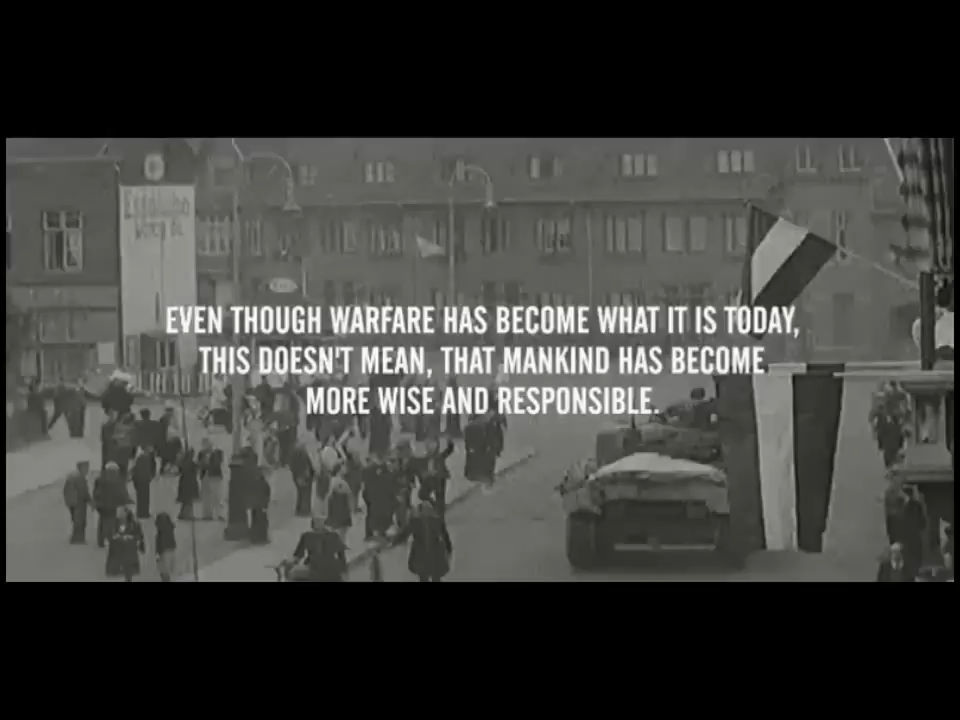 EVEN THOUGH WARFARE HAS BECOME WHAT IT IS TODAY,
THIS DOESN'T MEAN, THAT MANKIND HAS BECOME
MORE WISE AND RESPONSIBLE.